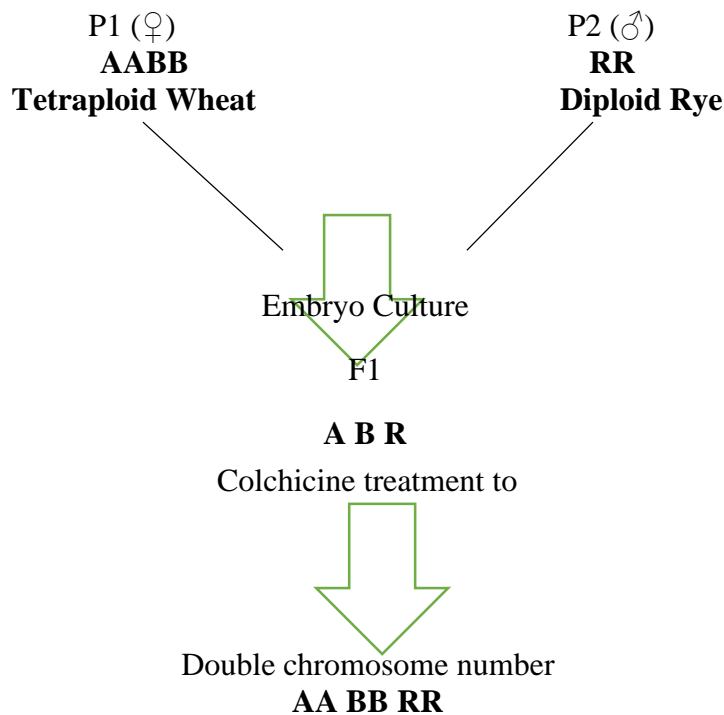 P1 (♀) P2 (♂)
AABB RR
Tetraploid Wheat Diploid Rye
Embryo Culture
F1
A B R
Colchicine treatment to
Double chromosome number
AA BB RR